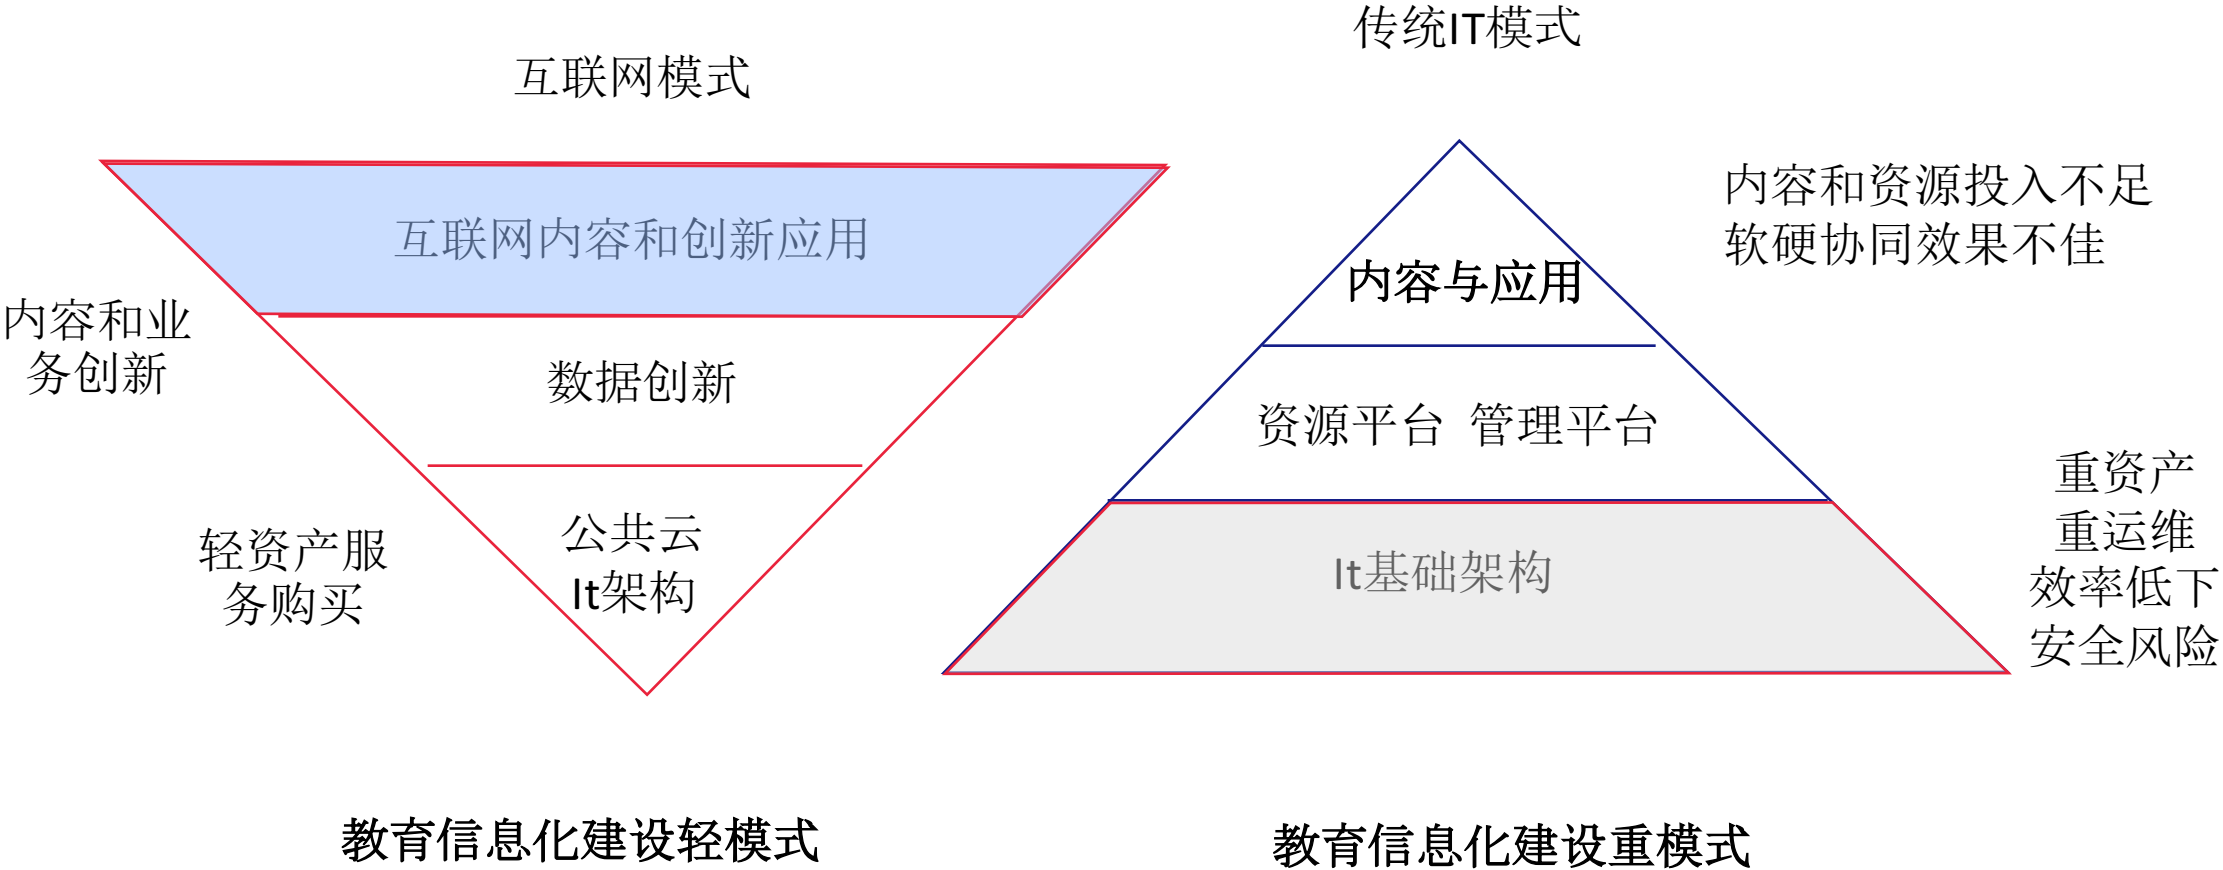 互联网模式
互联网内容和创新应用
内容和业
务创新
数据创新
轻资产服
务购买
公共云
It架构
教育信息化建设轻模式
传统IT模式
内容和资源投入不足
软硬协同效果不佳
内容与应用
资源平台 管理平台
重资产
重运维
效率低下
安全风险
It基础架构
教育信息化建设重模式